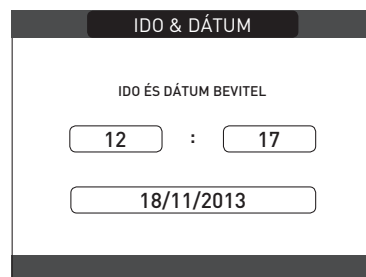 IDO & DÁTUM
IDO ÉS DÁTUM BEVITEL
12 : 17
18/11/2013